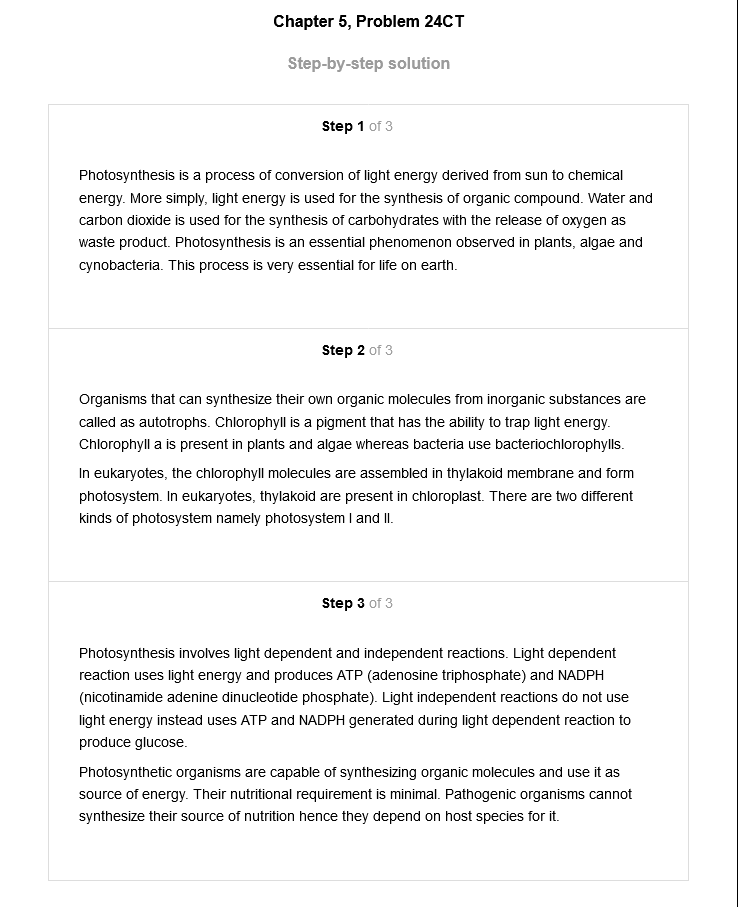 Chapter 5, Problem 24CT
Step-by-step solution
Step 1 of 3
Photosynthesis is a process of conversion of light energy derived from sun to chemical
energy. More simply, light energy is used for the synthesis of organic compound. Water and
carbon dioxide is used for the synthesis of carbohydrates with the release of oxygen as
waste product. Photosynthesis is an essential phenomenon observed in plants, algae and
cynobacteria. This process is very essential for life on earth.
Step 2 of 3
Organisms that can synthesize their own organic molecules from inorganic substances are
called as autotrophs. Chlorophyll is a pigment that has the ability to trap light energy.
Chlorophyll a is present in plants and algae whereas bacteria use bacteriochlorophylls.
In eukaryotes, the chlorophyll molecules are assembled in thylakoid membrane and form
photosystem. In eukaryotes, thylakoid are present in chloroplast. There are two different
kinds of photosystem namely photosystem I and II.
Step 3 of 3
Photosynthesis involves light dependent and independent reactions. Light dependent
reaction uses light energy and produces ATP (adenosine triphosphate) and NADPH
(nicotinamide adenine dinucleotide phosphate). Light independent reactions do not use
light energy instead uses ATP and NADPH generated during light dependent reaction to
produce glucose.
Photosynthetic organisms are capable of synthesizing organic molecules and use it as
source of energy. Their nutritional requirement is minimal. Pathogenic organisms cannot
synthesize their source of nutrition hence they depend on host species for it.